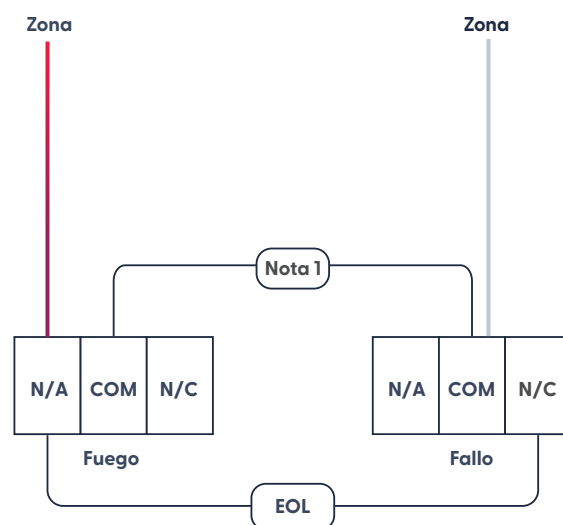 Zona
Zona
Nota 1
N/A COM N/C
N/A COM N/C
Fuego
Fallo
EOL